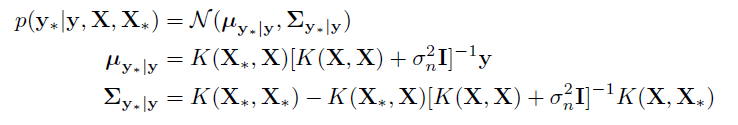 p(y∗|y, X, X∗) = 𝒩(μ_{y∗|y}, Σ_{y∗|y})
μ_{y∗|y} = K(X∗, X)[K(X, X) + σ_n^2 I]^{−1} y
Σ_{y∗|y} = K(X∗, X∗) − K(X∗, X)[K(X, X) + σ_n^2 I]^{−1} K(X, X∗)